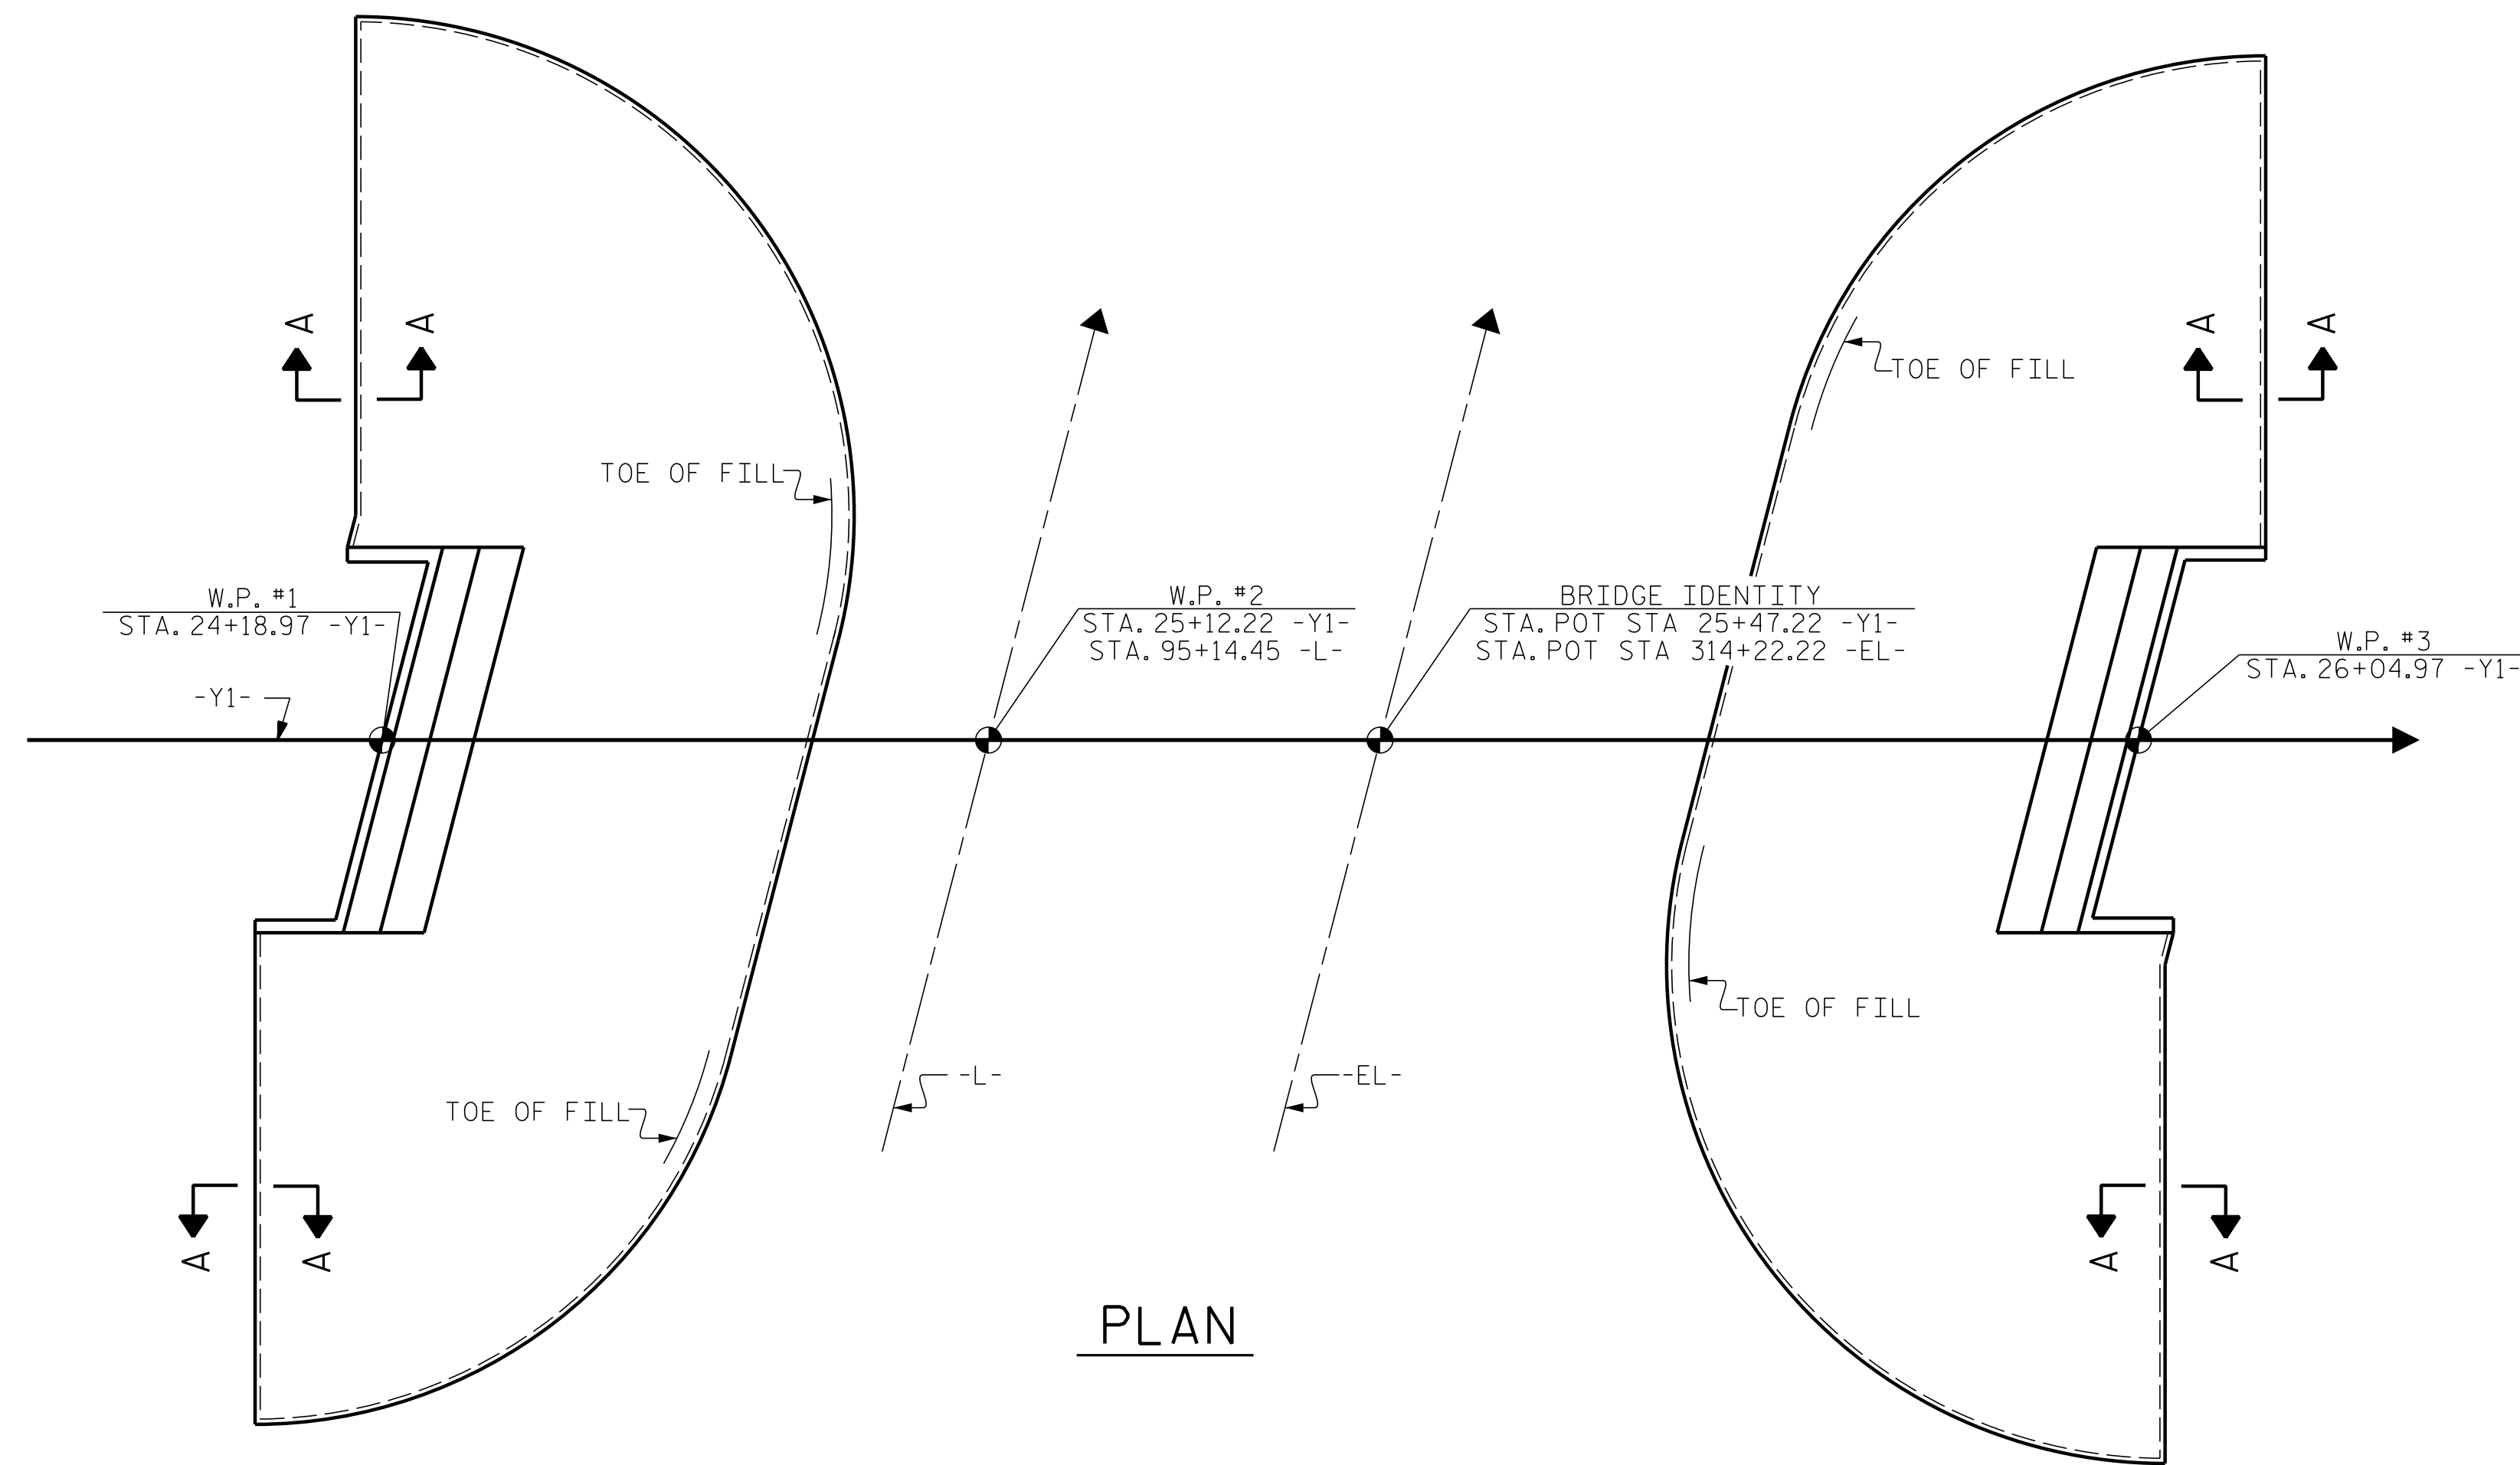 A
A
A
A
TOE OF FILL
TOE OF FILL
W.P. #1
STA. 24+18.97 -Y1-
W.P. #2
STA. 25+12.22 -Y1-
STA. 95+14.45 -L-
BRIDGE IDENTITY
STA. POT STA 25+47.22 -Y1-
STA. POT STA 314+22.22 -EL-
W.P. #3
STA. 26+04.97 -Y1-
-Y1-
TOE OF FILL
-L-
-EL-
TOE OF FILL
A
A
A
A
PLAN